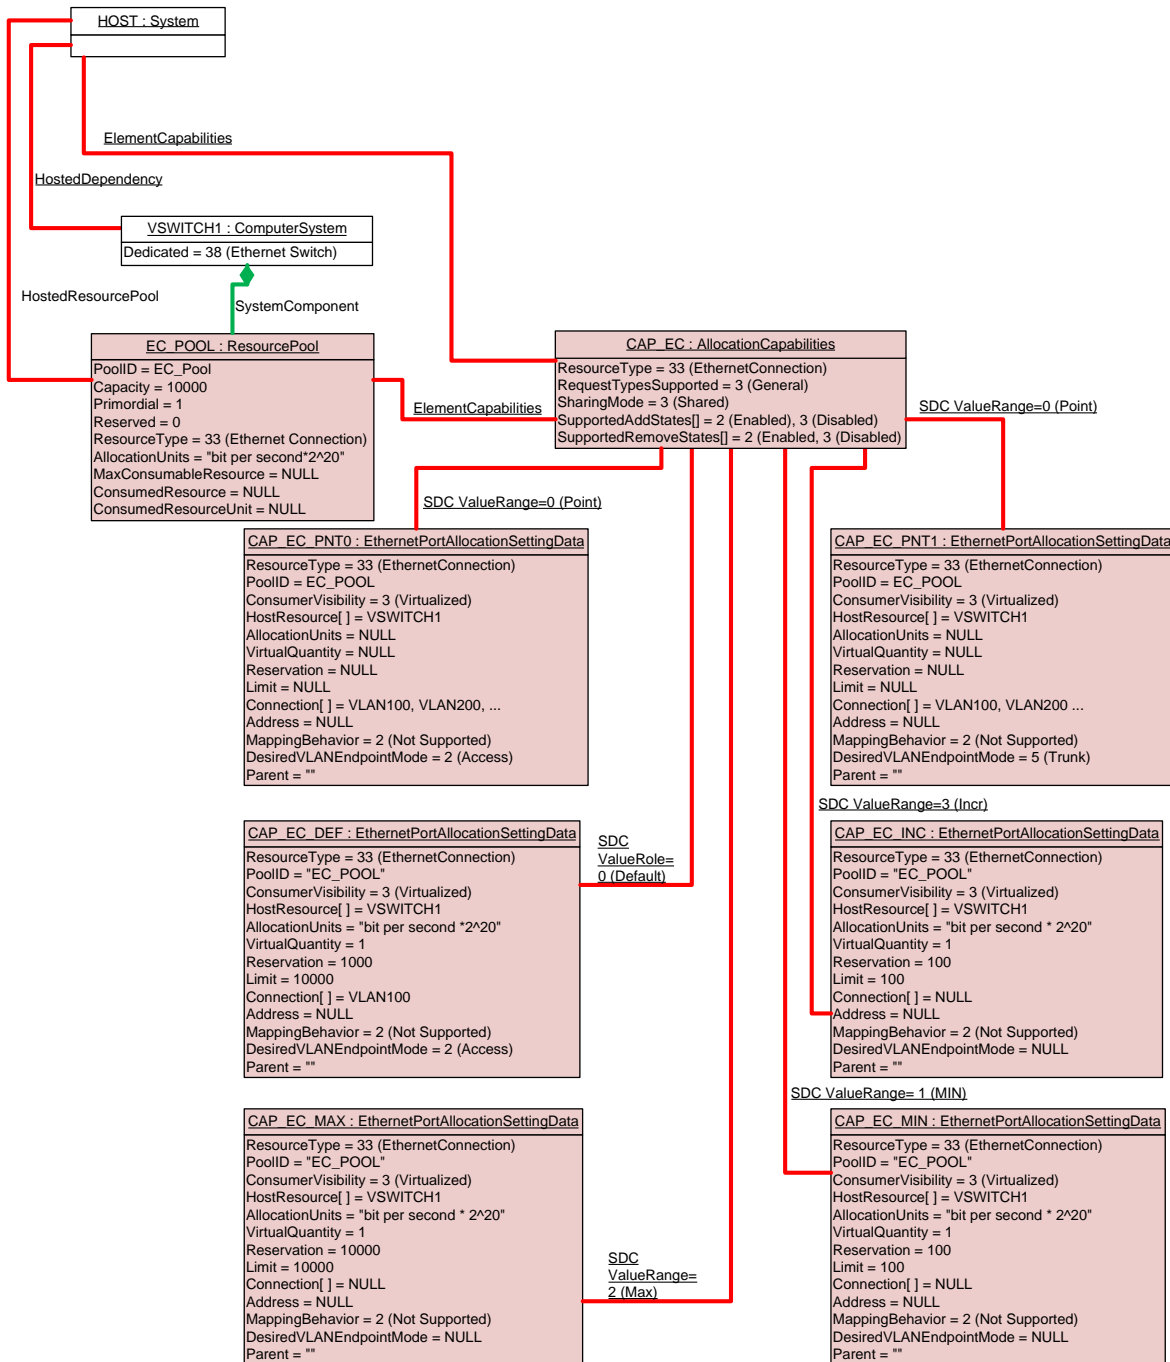 HOST : System
ElementCapabilities
HostedDependency
VSWITCH1 : ComputerSystem
Dedicated = 38 (Ethernet Switch)
HostedResourcePool
SystemComponent
EC_POOL : ResourcePool
PoolID = EC_Pool
Capacity = 10000
Primordial = 1
Reserved = 0
ResourceType = 33 (Ethernet Connection)
AllocationUnits = "bit per second*2^20"
MaxConsumableResource = NULL
ConsumedResource = NULL
ConsumedResourceUnit = NULL
ElementCapabilities
CAP_EC : AllocationCapabilities
ResourceType = 33 (EthernetConnection)
RequestTypesSupported = 3 (General)
SharingMode = 3 (Shared)
SupportedAddStates[] = 2 (Enabled), 3 (Disabled)
SupportedRemoveStates[] = 2 (Enabled, 3 (Disabled)
SDC ValueRange=0 (Point)
SDC ValueRange=0 (Point)
CAP_EC_PNT0 : EthernetPortAllocationSettingData
ResourceType = 33 (EthernetConnection)
PoolID = EC_POOL
ConsumerVisibility = 3 (Virtualized)
HostResource[ ] = VSWITCH1
AllocationUnits = NULL
VirtualQuantity = NULL
Reservation = NULL
Limit = NULL
Connection[ ] = VLAN100, VLAN200, ...
Address = NULL
MappingBehavior = 2 (Not Supported)
DesiredVLANEndpointMode = 2 (Access)
Parent = ""
CAP_EC_PNT1 : EthernetPortAllocationSettingData
ResourceType = 33 (EthernetConnection)
PoolID = EC_POOL
ConsumerVisibility = 3 (Virtualized)
HostResource[ ] = VSWITCH1
AllocationUnits = NULL
VirtualQuantity = NULL
Reservation = NULL
Limit = NULL
Connection[ ] = VLAN100, VLAN200 ...
Address = NULL
MappingBehavior = 2 (Not Supported)
DesiredVLANEndpointMode = 5 (Trunk)
Parent = ""
SDC ValueRange=3 (Incr)
CAP_EC_DEF : EthernetPortAllocationSettingData
ResourceType = 33 (EthernetConnection)
PoolID = "EC_POOL"
ConsumerVisibility = 3 (Virtualized)
HostResource[ ] = VSWITCH1
AllocationUnits = "bit per second *2^20"
VirtualQuantity = 1
Reservation = 1000
Limit = 10000
Connection[ ] = VLAN100
Address = NULL
MappingBehavior = 2 (Not Supported)
DesiredVLANEndpointMode = 2 (Access)
Parent = ""
SDC
ValueRole=
0 (Default)
CAP_EC_INC : EthernetPortAllocationSettingData
ResourceType = 33 (EthernetConnection)
PoolID = "EC_POOL"
ConsumerVisibility = 3 (Virtualized)
HostResource[ ] = VSWITCH1
AllocationUnits = "bit per second * 2^20"
VirtualQuantity = 1
Reservation = 100
Limit = 100
Connection[ ] = NULL
Address = NULL
MappingBehavior = 2 (Not Supported)
DesiredVLANEndpointMode = NULL
Parent = ""
SDC ValueRange= 1 (MIN)
CAP_EC_MAX : EthernetPortAllocationSettingData
ResourceType = 33 (EthernetConnection)
PoolID = "EC_POOL"
ConsumerVisibility = 3 (Virtualized)
HostResource[ ] = VSWITCH1
AllocationUnits = "bit per second * 2^20"
VirtualQuantity = 1
Reservation = 10000
Limit = 10000
Connection[ ] = NULL
Address = NULL
MappingBehavior = 2 (Not Supported)
DesiredVLANEndpointMode = NULL
Parent = ""
SDC
ValueRange=
2 (Max)
CAP_EC_MIN : EthernetPortAllocationSettingData
ResourceType = 33 (EthernetConnection)
PoolID = "EC_POOL"
ConsumerVisibility = 3 (Virtualized)
HostResource[ ] = VSWITCH1
AllocationUnits = "bit per second * 2^20"
VirtualQuantity = 1
Reservation = 100
Limit = 100
Connection[ ] = NULL
Address = NULL
MappingBehavior = 2 (Not Supported)
DesiredVLANEndpointMode = NULL
Parent = ""